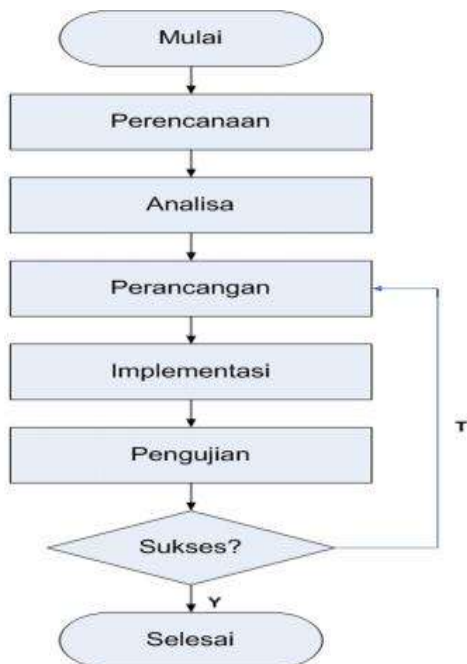 Mulai
Perencanaan
Analisa
Perancangan
Implementasi
T
Pengujian
Sukses?
Y
Selesai